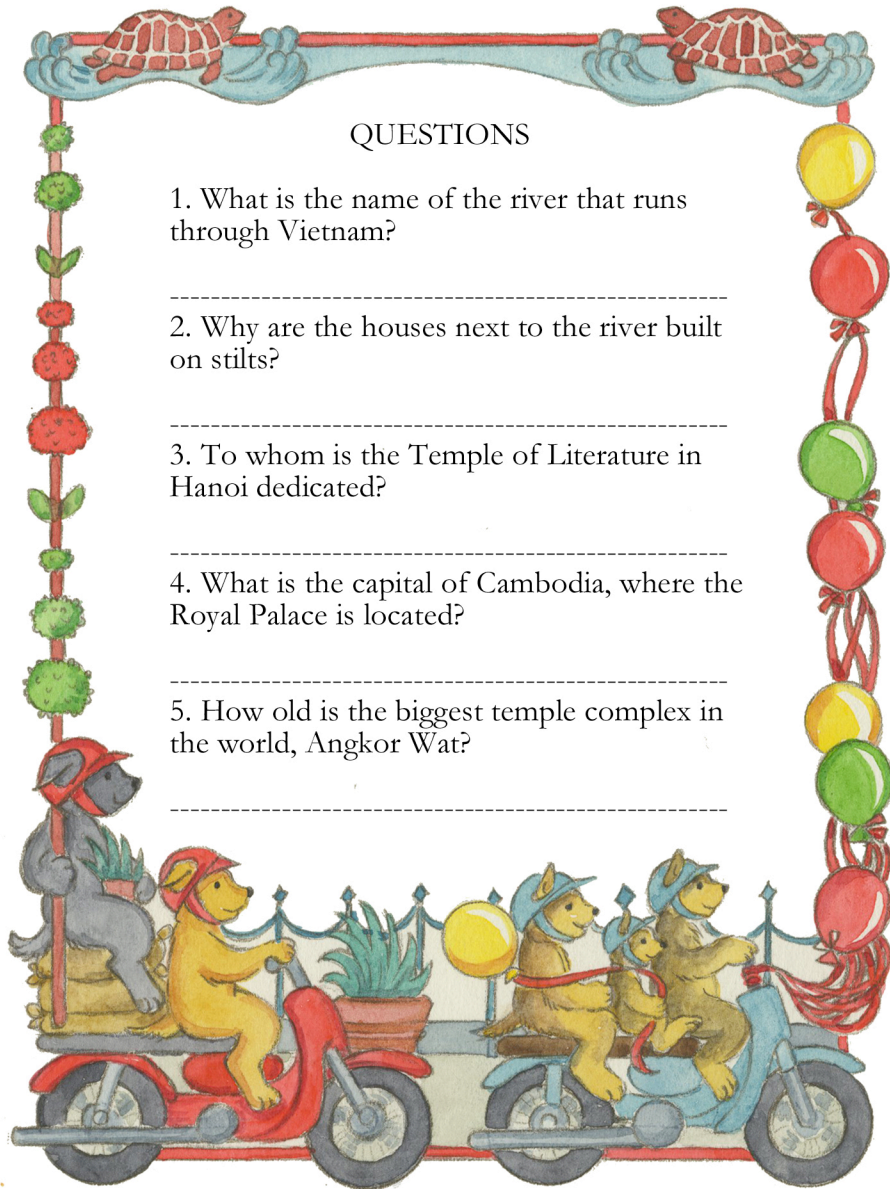 QUESTIONS
1. What is the name of the river that runs
through Vietnam?
2. Why are the houses next to the river built
on stilts?
3. To whom is the Temple of Literature in
Hanoi dedicated?
4. What is the capital of Cambodia, where the
Royal Palace is located?
5. How old is the biggest temple complex in
the world, Angkor Wat?